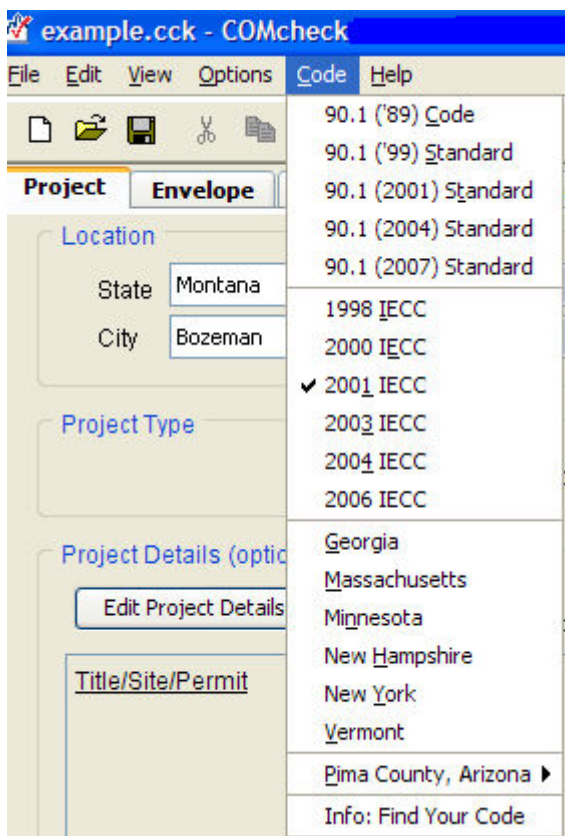 example.cck - COMcheck
File Edit View Options Code Help
Project Envelope
Location
State Montana
City Bozeman
Project Type
Project Details (optic
Edit Project Details
Title/Site/Permit
90.1 ('89) Code
90.1 ('99) Standard
90.1 (2001) Standard
90.1 (2004) Standard
90.1 (2007) Standard
1998 IECC
2000 IECC
2001 IECC
2003 IECC
2004 IECC
2006 IECC
Georgia
Massachusetts
Minnesota
New Hampshire
New York
Vermont
Pima County, Arizona
Info: Find Your Code